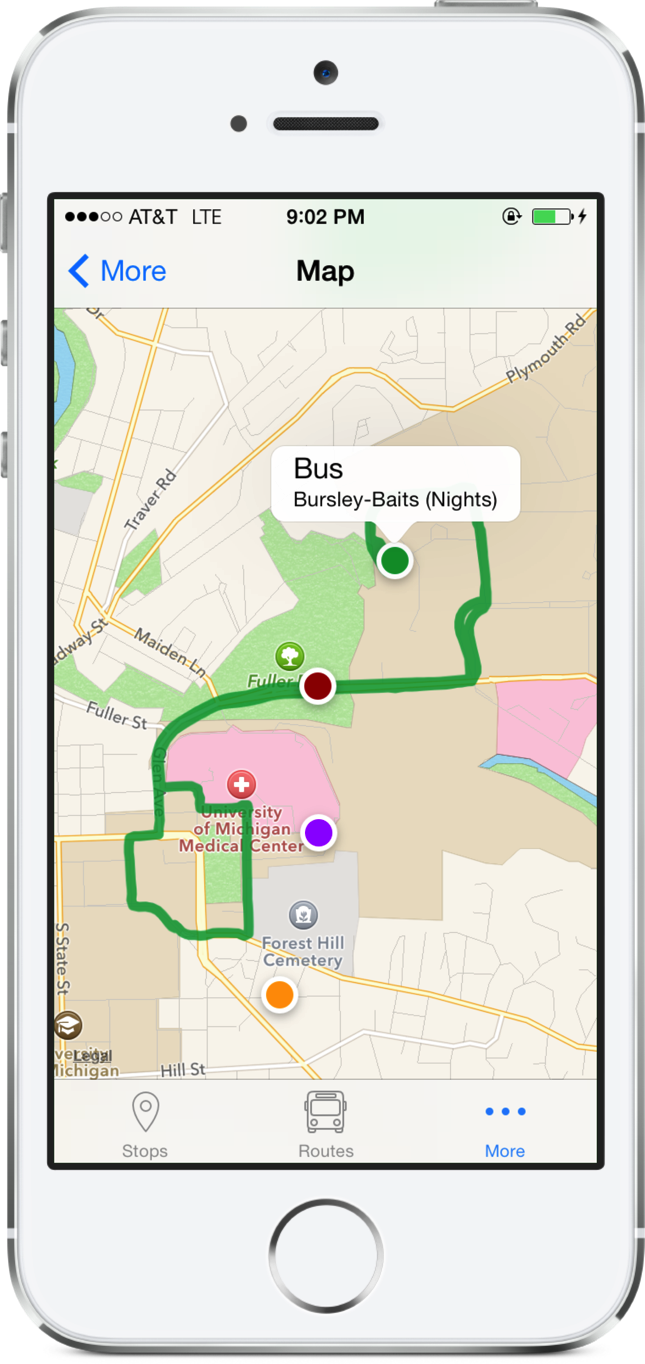 AT&T LTE 9:02 PM
More
Map
Dr
Plymouth Rd
Bus
Bursley-Baits (Nights)
Traver Rd
adway St
Maiden Ln
Fuller
Fuller St
Glen Ave
University
of Michigan
Medical Center
Forest Hill
Cemetery
S State St
versity
Legal
Michigan
Hill St
Stops
Routes
More